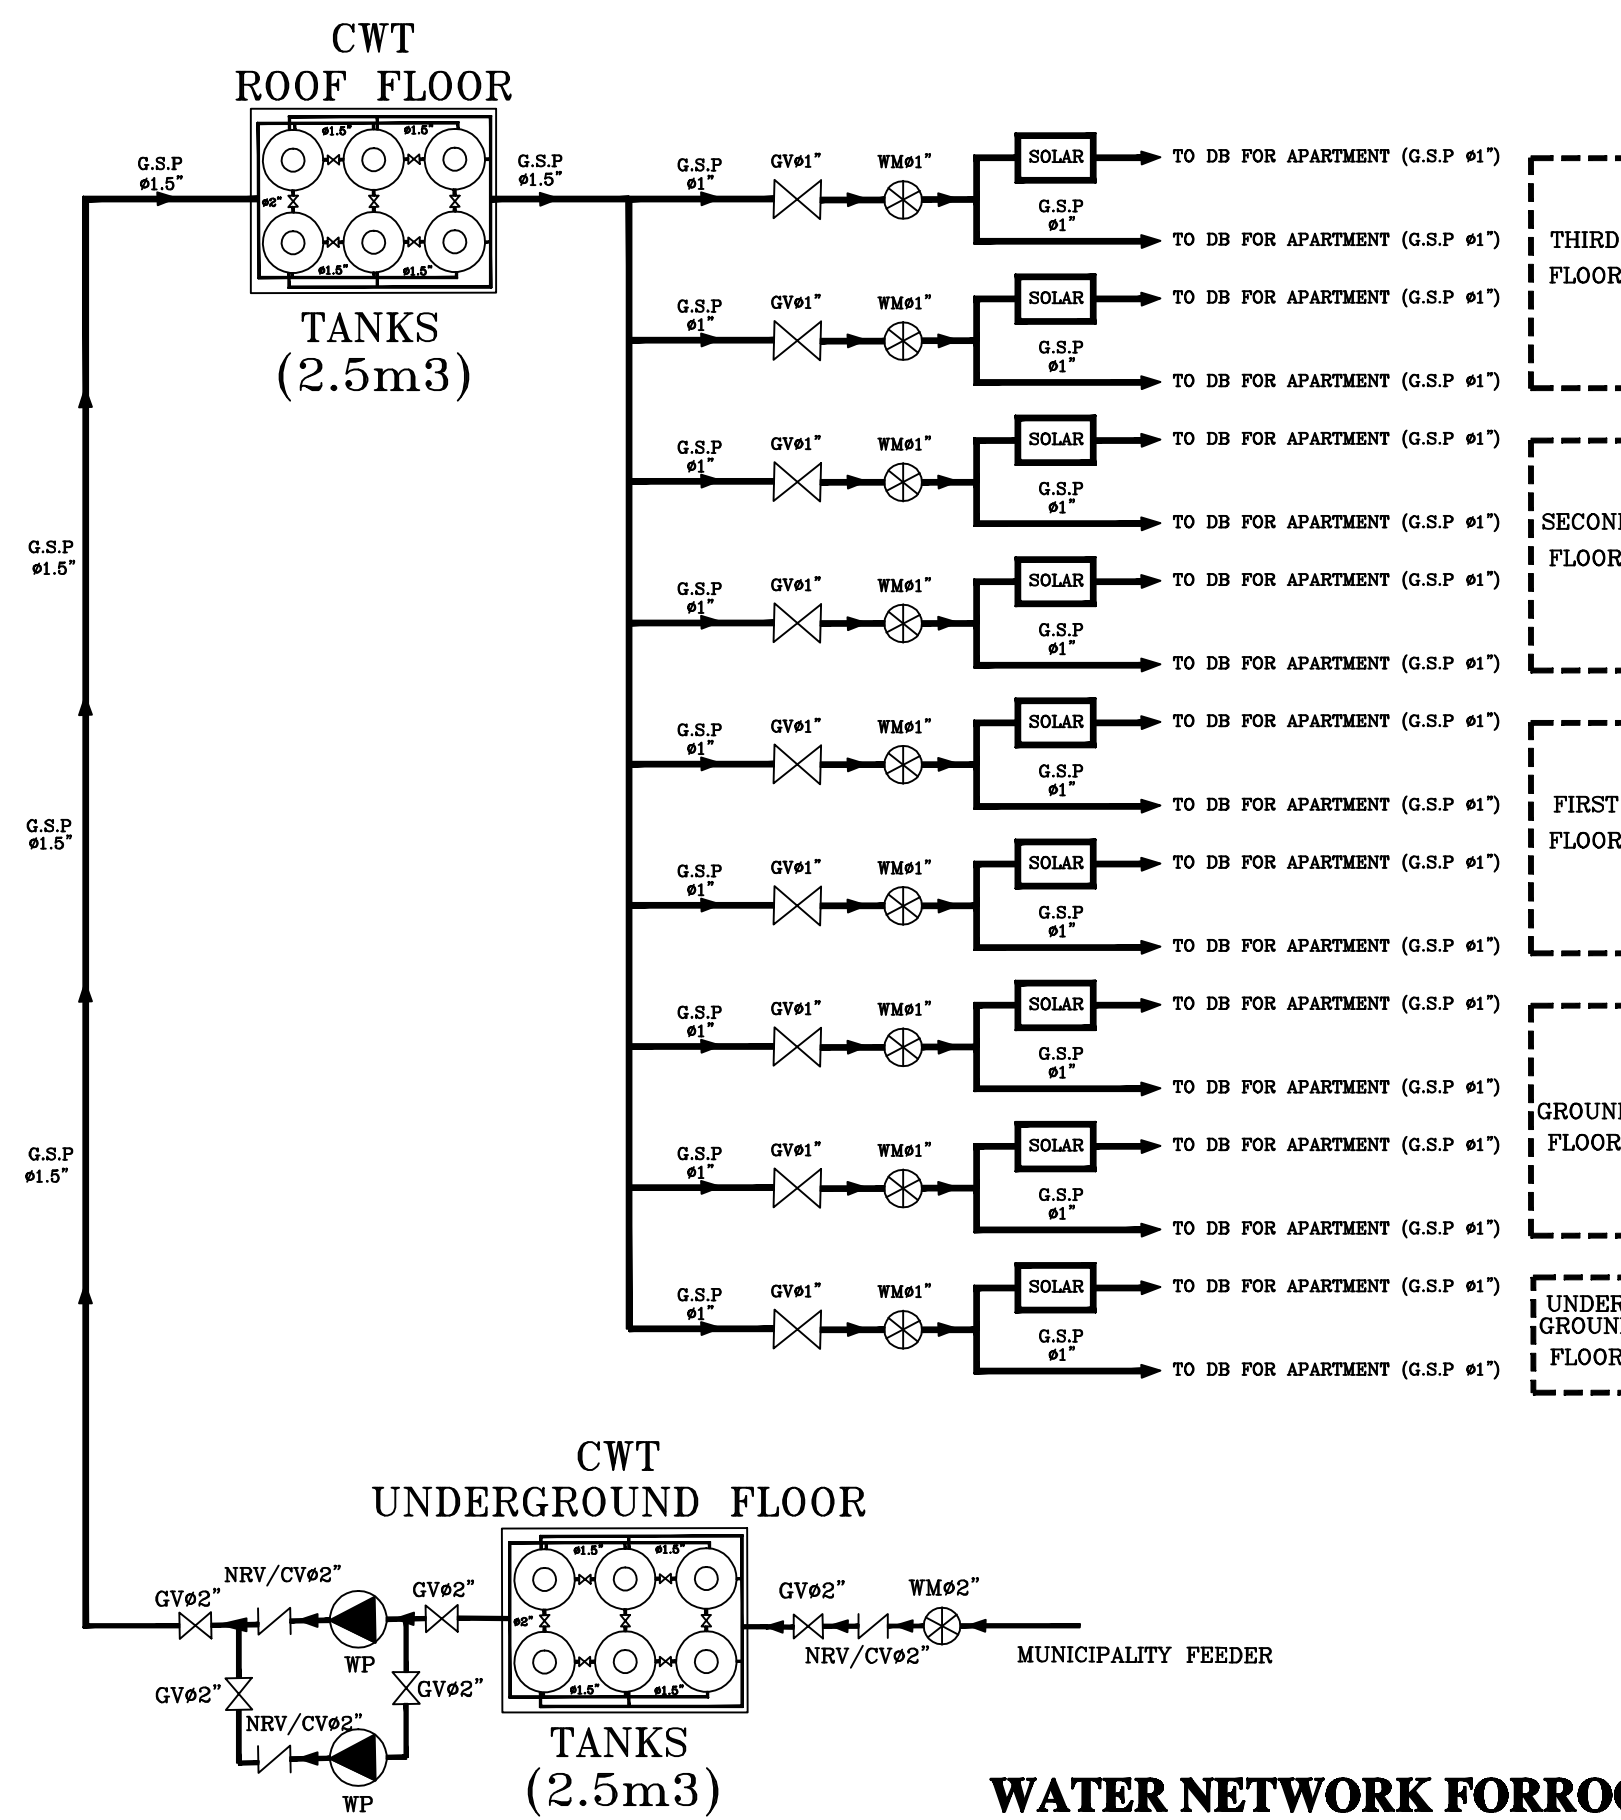 CWT
ROOF FLOOR
ø1.5" ø1.5"
ø2"
ø1.5" ø1.5"
TANKS
(2.5m3)
G.S.P
ø1.5"
G.S.P
ø1.5"
G.S.P
ø1.5"
G.S.P
ø1.5"
G.S.P
ø1.5"
G.S.P
ø1"
GVø1"
WMø1"
SOLAR
TO DB FOR APARTMENT (G.S.P ø1")
G.S.P
ø1"
TO DB FOR APARTMENT (G.S.P ø1")
G.S.P
ø1"
GVø1"
WMø1"
SOLAR
TO DB FOR APARTMENT (G.S.P ø1")
G.S.P
ø1"
TO DB FOR APARTMENT (G.S.P ø1")
THIRD
FLOOR
G.S.P
ø1"
GVø1"
WMø1"
SOLAR
TO DB FOR APARTMENT (G.S.P ø1")
G.S.P
ø1"
TO DB FOR APARTMENT (G.S.P ø1")
G.S.P
ø1"
GVø1"
WMø1"
SOLAR
TO DB FOR APARTMENT (G.S.P ø1")
G.S.P
ø1"
TO DB FOR APARTMENT (G.S.P ø1")
SECON
FLOOR
G.S.P
ø1"
GVø1"
WMø1"
SOLAR
TO DB FOR APARTMENT (G.S.P ø1")
G.S.P
ø1"
TO DB FOR APARTMENT (G.S.P ø1")
G.S.P
ø1"
GVø1"
WMø1"
SOLAR
TO DB FOR APARTMENT (G.S.P ø1")
G.S.P
ø1"
TO DB FOR APARTMENT (G.S.P ø1")
FIRST
FLOOR
G.S.P
ø1"
GVø1"
WMø1"
SOLAR
TO DB FOR APARTMENT (G.S.P ø1")
G.S.P
ø1"
TO DB FOR APARTMENT (G.S.P ø1")
G.S.P
ø1"
GVø1"
WMø1"
SOLAR
TO DB FOR APARTMENT (G.S.P ø1")
G.S.P
ø1"
TO DB FOR APARTMENT (G.S.P ø1")
GROUN
FLOOR
G.S.P
ø1"
GVø1"
WMø1"
SOLAR
TO DB FOR APARTMENT (G.S.P ø1")
G.S.P
ø1"
TO DB FOR APARTMENT (G.S.P ø1")
UNDER
GROUN
FLOOR
CWT
UNDERGROUND FLOOR
ø1.5" ø1.5"
ø2"
ø1.5" ø1.5"
TANKS
(2.5m3)
GVø2"
NRV/CVø2"
WP
GVø2"
GVø2"
NRV/CVø2"
WP
GVø2"
GVø2"
NRV/CVø2"
WMø2"
MUNICIPALITY FEEDER
WATER NETWORK FORRO